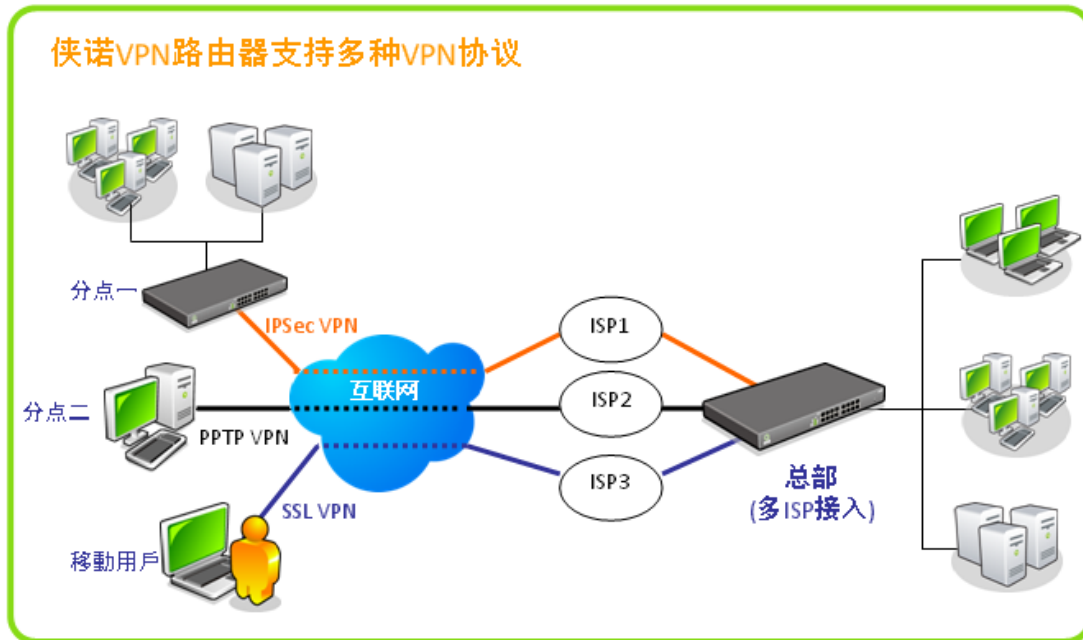 侠诺VPN路由器支持多种VPN协议
分点一
IPSec VPN
ISP1
互联网
分点二
PPTP VPN
ISP2
ISP3
总部
(多ISP接入)
SSL VPN
移動用戶